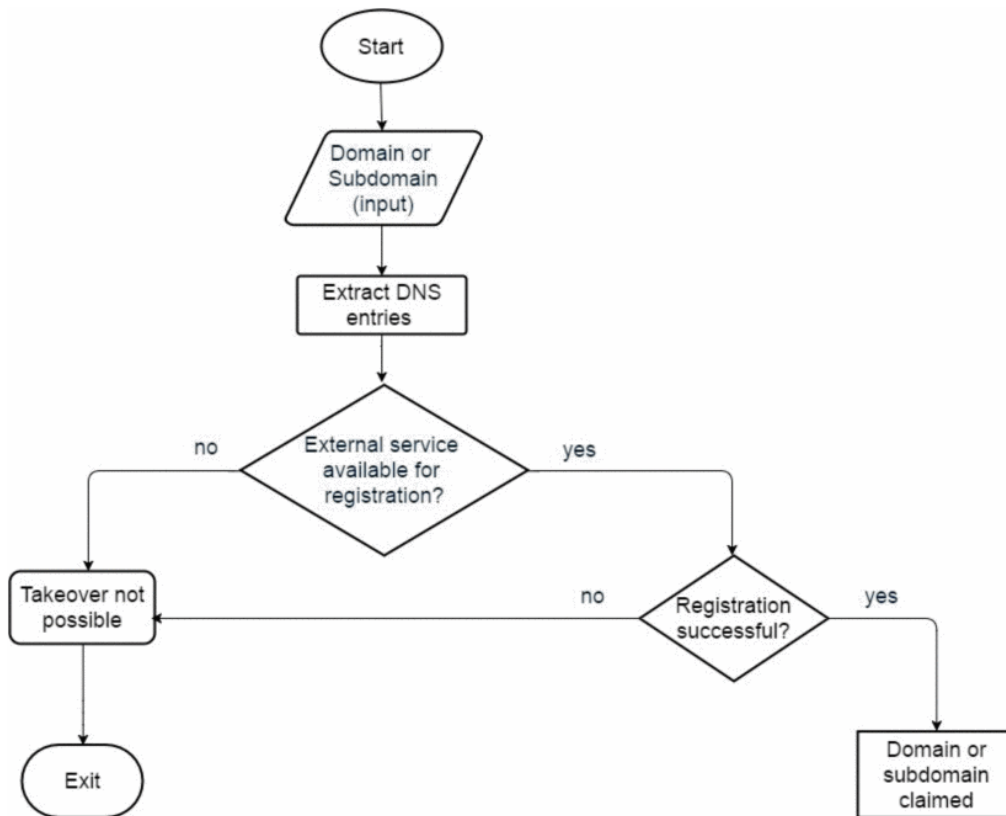 Start
Domain or
Subdomain
(input)
Extract DNS
entries
no
External service
available for
registration?
yes
Takeover not
possible
no
Registration
successful?
yes
Exit
Domain or
subdomain
claimed